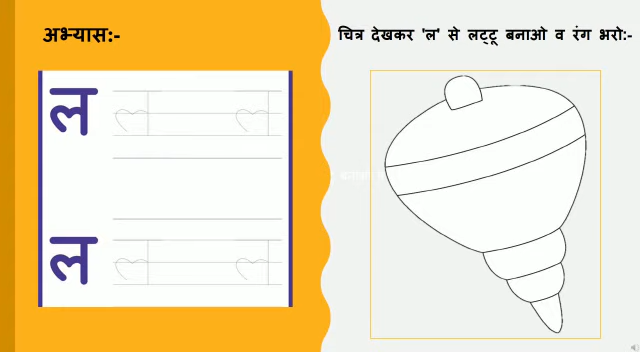 अभ्यास:-
चित्र देखकर 'ल' से लट्टू बनाओ व रंग भरो:-
ल
ल